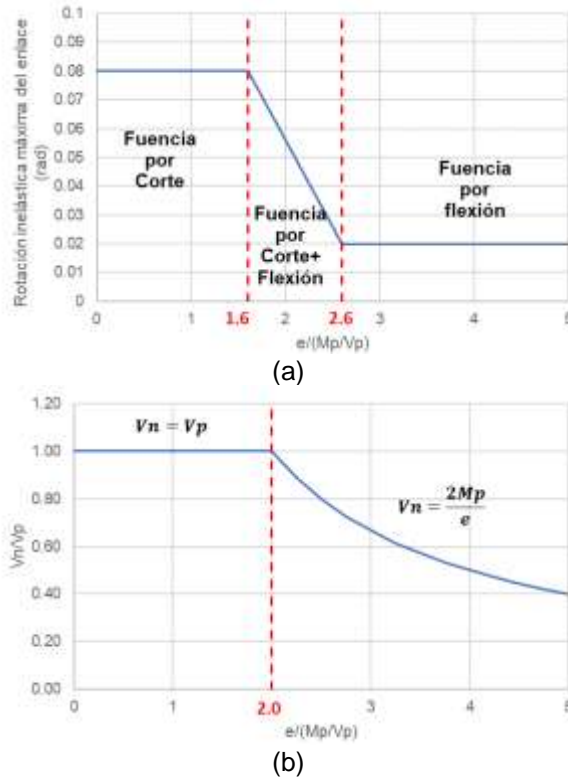 Rotación inelástica máxima del enlace
(rad)
0.1
0.09
0.08
0.07
0.06
0.05
0.04
0.03
0.02
0.01
0
Fuencia
por
Corte
Fuencia
por
Corte+
Flexión
Fuencia
por
flexión
0
1.6
2
2.6
3
4
5
e/(Mp/Vp)
(a)
Vn/Vp
1.20
1.00
0.80
0.60
0.40
0.20
0.00
Vn = Vp
Vn = 2Mp/e
0
1
2.0
3
4
5
e/(Mp/Vp)
(b)